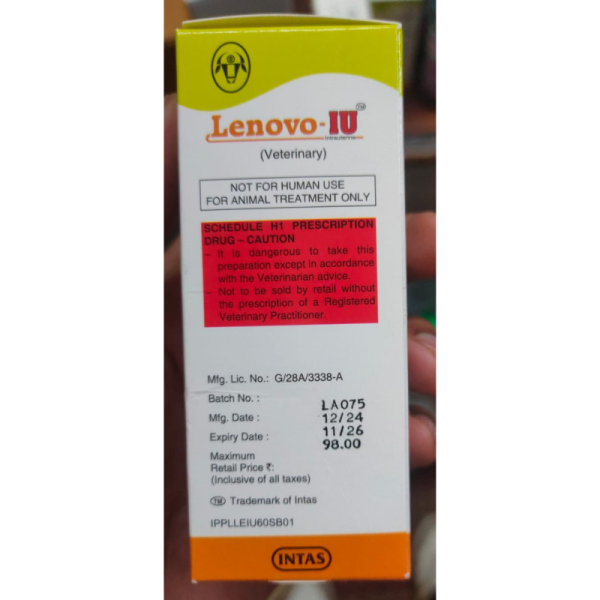 Lenovo-IU TM
Intrauterine
(Veterinary)
NOT FOR HUMAN USE
FOR ANIMAL TREATMENT ONLY
SCHEDULE H1 PRESCRIPTION
DRUG – CAUTION
– It is dangerous to take this
preparation except in accordance
with the Veterinarian advice.
– Not to be sold by retail without
the prescription of a Registered
Veterinary Practitioner.
Mfg. Lic. No.: G/28A/3338-A
Batch No. : LA075
Mfg. Date : 12/24
Expiry Date : 11/26
98.00
Maximum
Retail Price ₹:
(Inclusive of all taxes)
TM Trademark of Intas
IPPLLEIU60SB01
INTAS